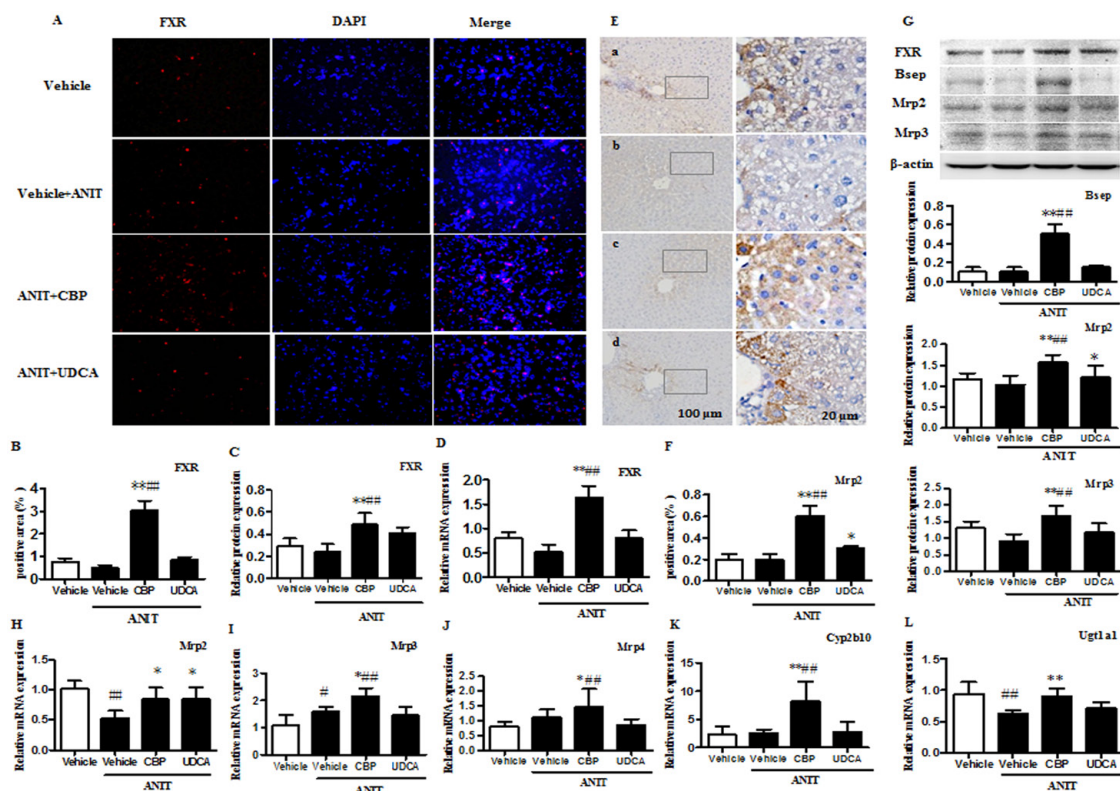 A
FXR
DAPI
Merge
Vehicle
Vehicle+ANIT
ANIT+CBP
ANIT+UDCA
E
a
b
c
d
100 µm
20 µm
G
FXR
Bsep
Mrp2
Mrp3
β-actin
Bsep
Relative protein expression
0.8
0.6
0.4
0.2
0.0
**##
Vehicle Vehicle CBP UDCA
ANIT
Mrp2
Relative protein expression
2.0
1.5
1.0
0.5
0.0
**##
*
Vehicle Vehicle CBP UDCA
ANIT
Mrp3
Relative protein expression
2.5
2.0
1.5
1.0
0.5
0.0
**##
Vehicle Vehicle CBP UDCA
ANIT
B
FXR
positive area (%)
4
3
2
1
0
**##
Vehicle Vehicle CBP UDCA
ANIT
C
FXR
Relative protein expression
0.8
0.6
0.4
0.2
0.0
**##
Vehicle Vehicle CBP UDCA
ANIT
D
FXR
Relative mRNA expression
2.0
1.5
1.0
0.5
0.0
**##
Vehicle Vehicle CBP UDCA
ANIT
F
Mrp2
positive area (%)
0.8
0.6
0.4
0.2
0.0
**##
*
Vehicle Vehicle CBP UDCA
ANIT
H
Mrp2
Relative mRNA expression
1.5
1.0
0.5
0.0
##
*
*
Vehicle Vehicle CBP UDCA
ANIT
I
Mrp3
Relative mRNA expression
3
2
1
0
#
*##
Vehicle Vehicle CBP UDCA
ANIT
J
Mrp4
Relative mRNA expression
2.5
2.0
1.5
1.0
0.5
0.0
*##
Vehicle Vehicle CBP UDCA
ANIT
K
Cyp2b10
Relative mRNA expression
15
10
5
0
**##
Vehicle Vehicle CBP UDCA
ANIT
L
Ugt1a1
Relative mRNA expression
1.5
1.0
0.5
0.0
##
**
Vehicle Vehicle CBP UDCA
ANIT